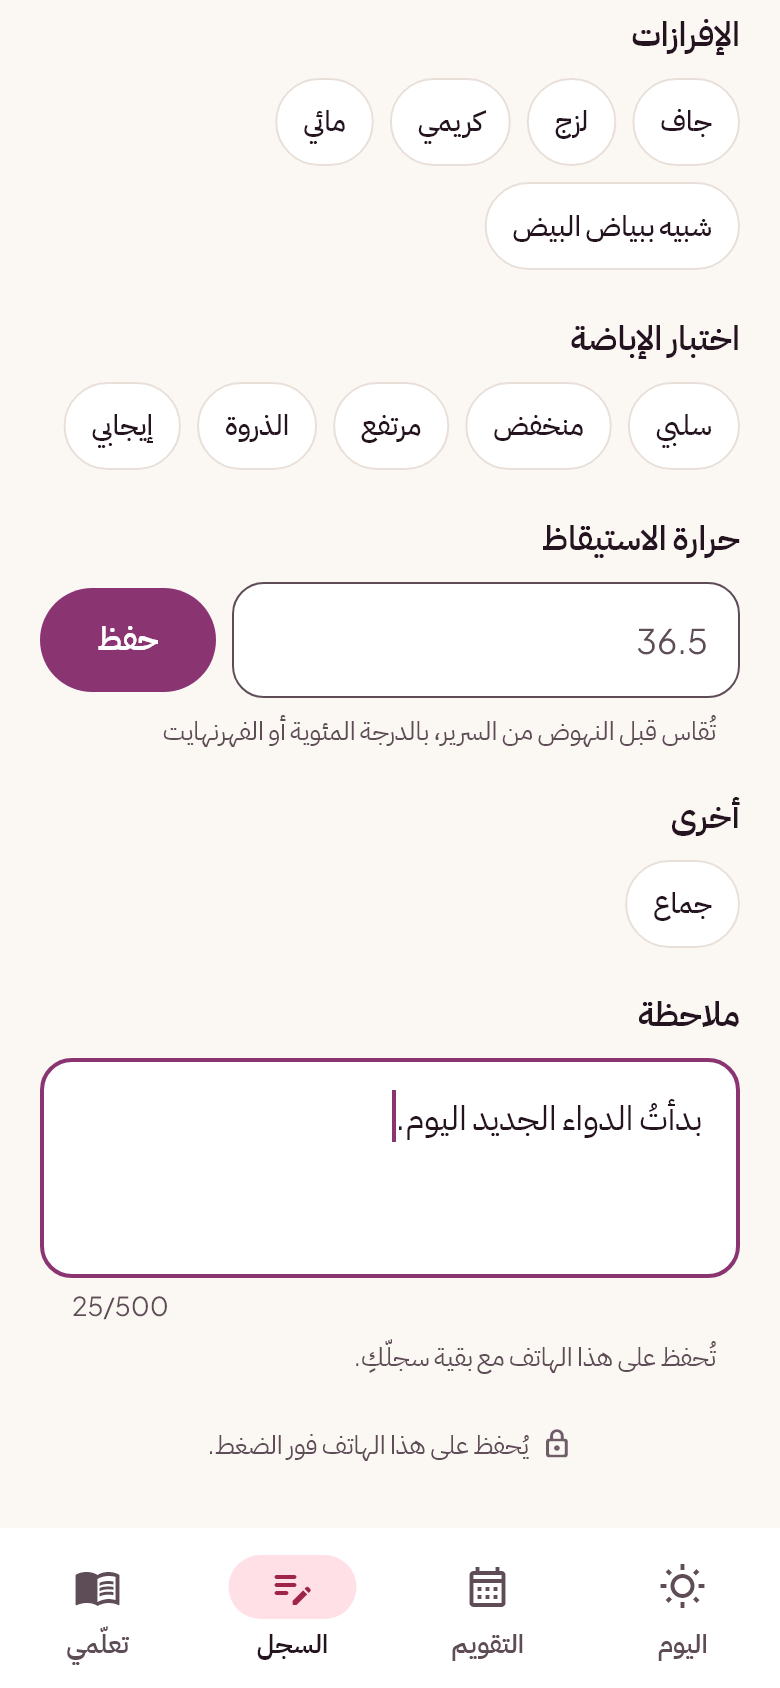 الإفرازات
جاف لزج كريمي مائي
شبيه ببياض البيض
اختبار الإباضة
سلبي منخفض مرتفع الذروة إيجابي
حرارة الاستيقاظ
36.5 حفظ
تُقاس قبل النهوض من السرير، بالدرجة المئوية أو الفهرنهايت
أخرى
جماع
ملاحظة
بدأتُ الدواء الجديد اليوم.
25/500
تُحفظ على هذا الهاتف مع بقية سجلّكِ.
يُحفظ على هذا الهاتف فور الضغط.
اليوم التقويم السجل تعلّمي